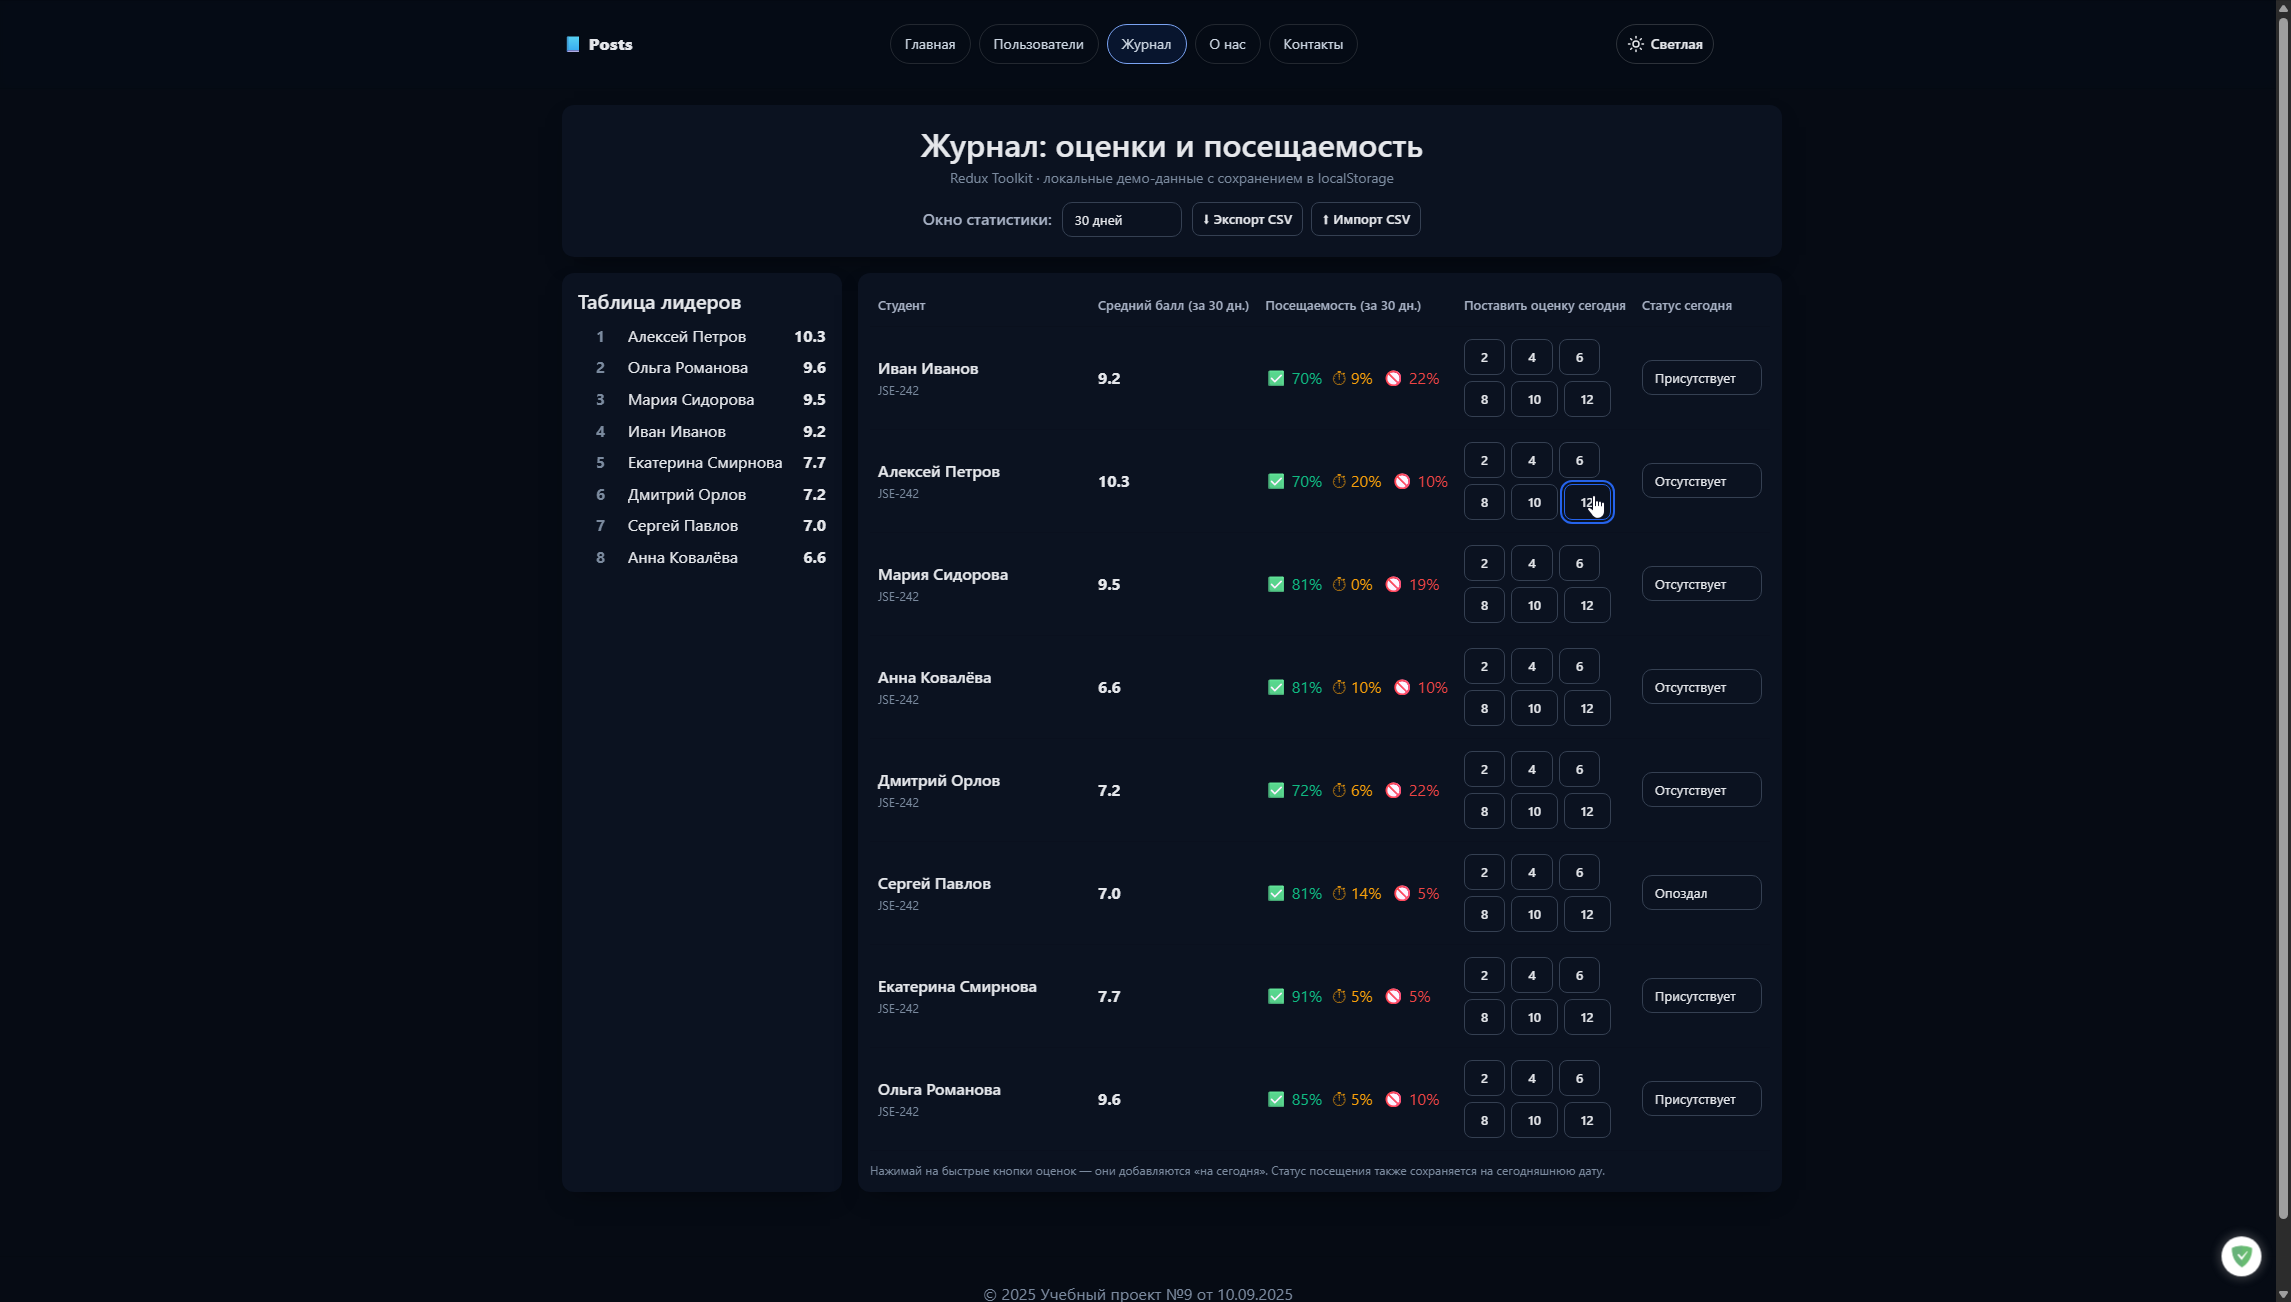 Posts
Главная
Пользователи
Журнал
О нас
Контакты
Светлая
Журнал: оценки и посещаемость
Redux Toolkit · локальные демо-данные с сохранением в localStorage
Окно статистики: 30 дней ⬇ Экспорт CSV ⬆ Импорт CSV
Таблица лидеров
1 Алексей Петров 10.3
2 Ольга Романова 9.6
3 Мария Сидорова 9.5
4 Иван Иванов 9.2
5 Екатерина Смирнова 7.7
6 Дмитрий Орлов 7.2
7 Сергей Павлов 7.0
8 Анна Ковалёва 6.6
Студент Средний балл (за 30 дн.) Посещаемость (за 30 дн.) Поставить оценку сегодня Статус сегодня
Иван Иванов
JSE-242
9.2
✅ 70% ⏱ 9% 🚫 22%
2 4 6
8 10 12
Присутствует
Алексей Петров
JSE-242
10.3
✅ 70% ⏱ 20% 🚫 10%
2 4 6
8 10 12
Отсутствует
Мария Сидорова
JSE-242
9.5
✅ 81% ⏱ 0% 🚫 19%
2 4 6
8 10 12
Отсутствует
Анна Ковалёва
JSE-242
6.6
✅ 81% ⏱ 10% 🚫 10%
2 4 6
8 10 12
Отсутствует
Дмитрий Орлов
JSE-242
7.2
✅ 72% ⏱ 6% 🚫 22%
2 4 6
8 10 12
Отсутствует
Сергей Павлов
JSE-242
7.0
✅ 81% ⏱ 14% 🚫 5%
2 4 6
8 10 12
Опоздал
Екатерина Смирнова
JSE-242
7.7
✅ 91% ⏱ 5% 🚫 5%
2 4 6
8 10 12
Присутствует
Ольга Романова
JSE-242
9.6
✅ 85% ⏱ 5% 🚫 10%
2 4 6
8 10 12
Присутствует
Нажимай на быстрые кнопки оценок — они добавляются «на сегодня». Статус посещения также сохраняется на сегодняшнюю дату.
© 2025 Учебный проект №9 от 10.09.2025